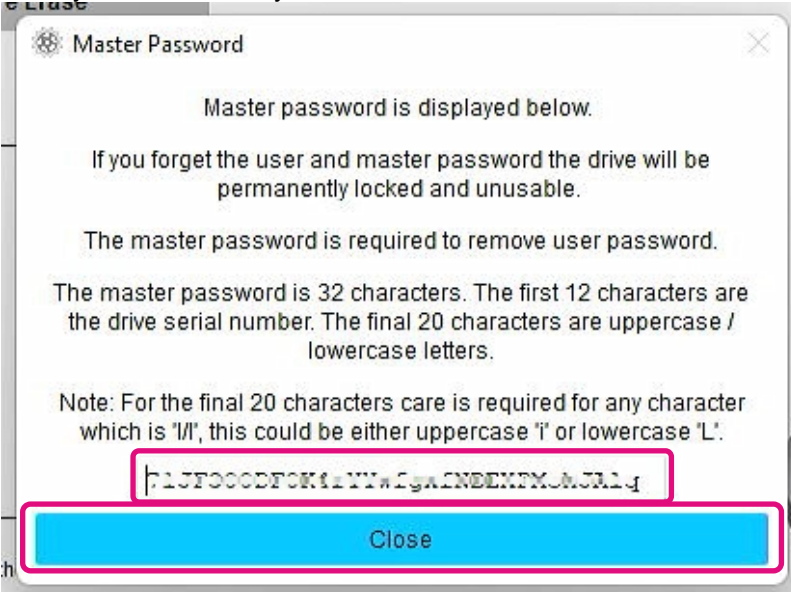 e Erase
Master Password
Master password is displayed below.
If you forget the user and master password the drive will be
permanently locked and unusable.
The master password is required to remove user password.
The master password is 32 characters. The first 12 characters are
the drive serial number. The final 20 characters are uppercase /
lowercase letters.
Note: For the final 20 characters care is required for any character
which is 'I/l', this could be either uppercase 'i' or lowercase 'L'.
Close